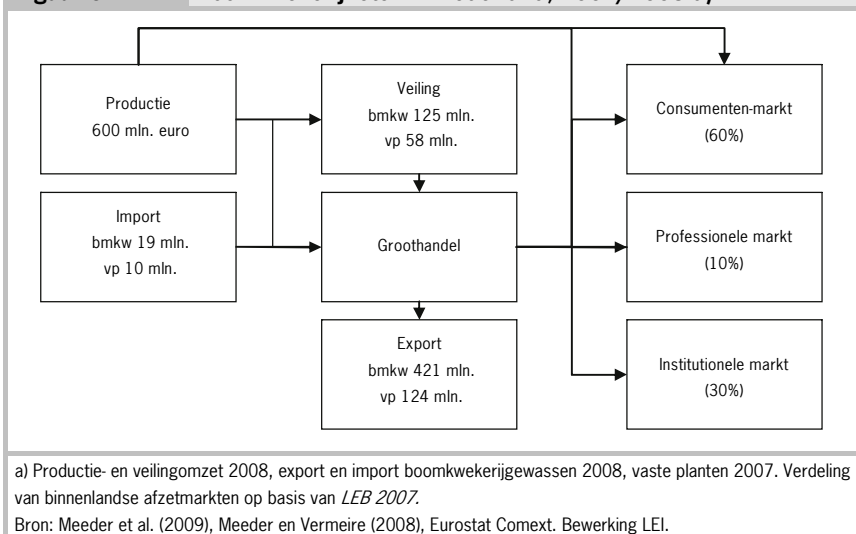 Productie
600 mln. euro
Veiling
bmkw 125 mln.
vp 58 mln.
Consumenten-markt
(60%)
Import
bmkw 19 mln.
vp 10 mln.
Groothandel
Professionele markt
(10%)
Export
bmkw 421 mln.
vp 124 mln.
Institutionele markt
(30%)
a) Productie- en veilingomzet 2008, export en import boomkwekerijgewassen 2008, vaste planten 2007. Verdeling
van binnenlandse afzetmarkten op basis van LEB 2007.
Bron: Meeder et al. (2009), Meeder en Vermeire (2008), Eurostat Comext. Bewerking LEI.